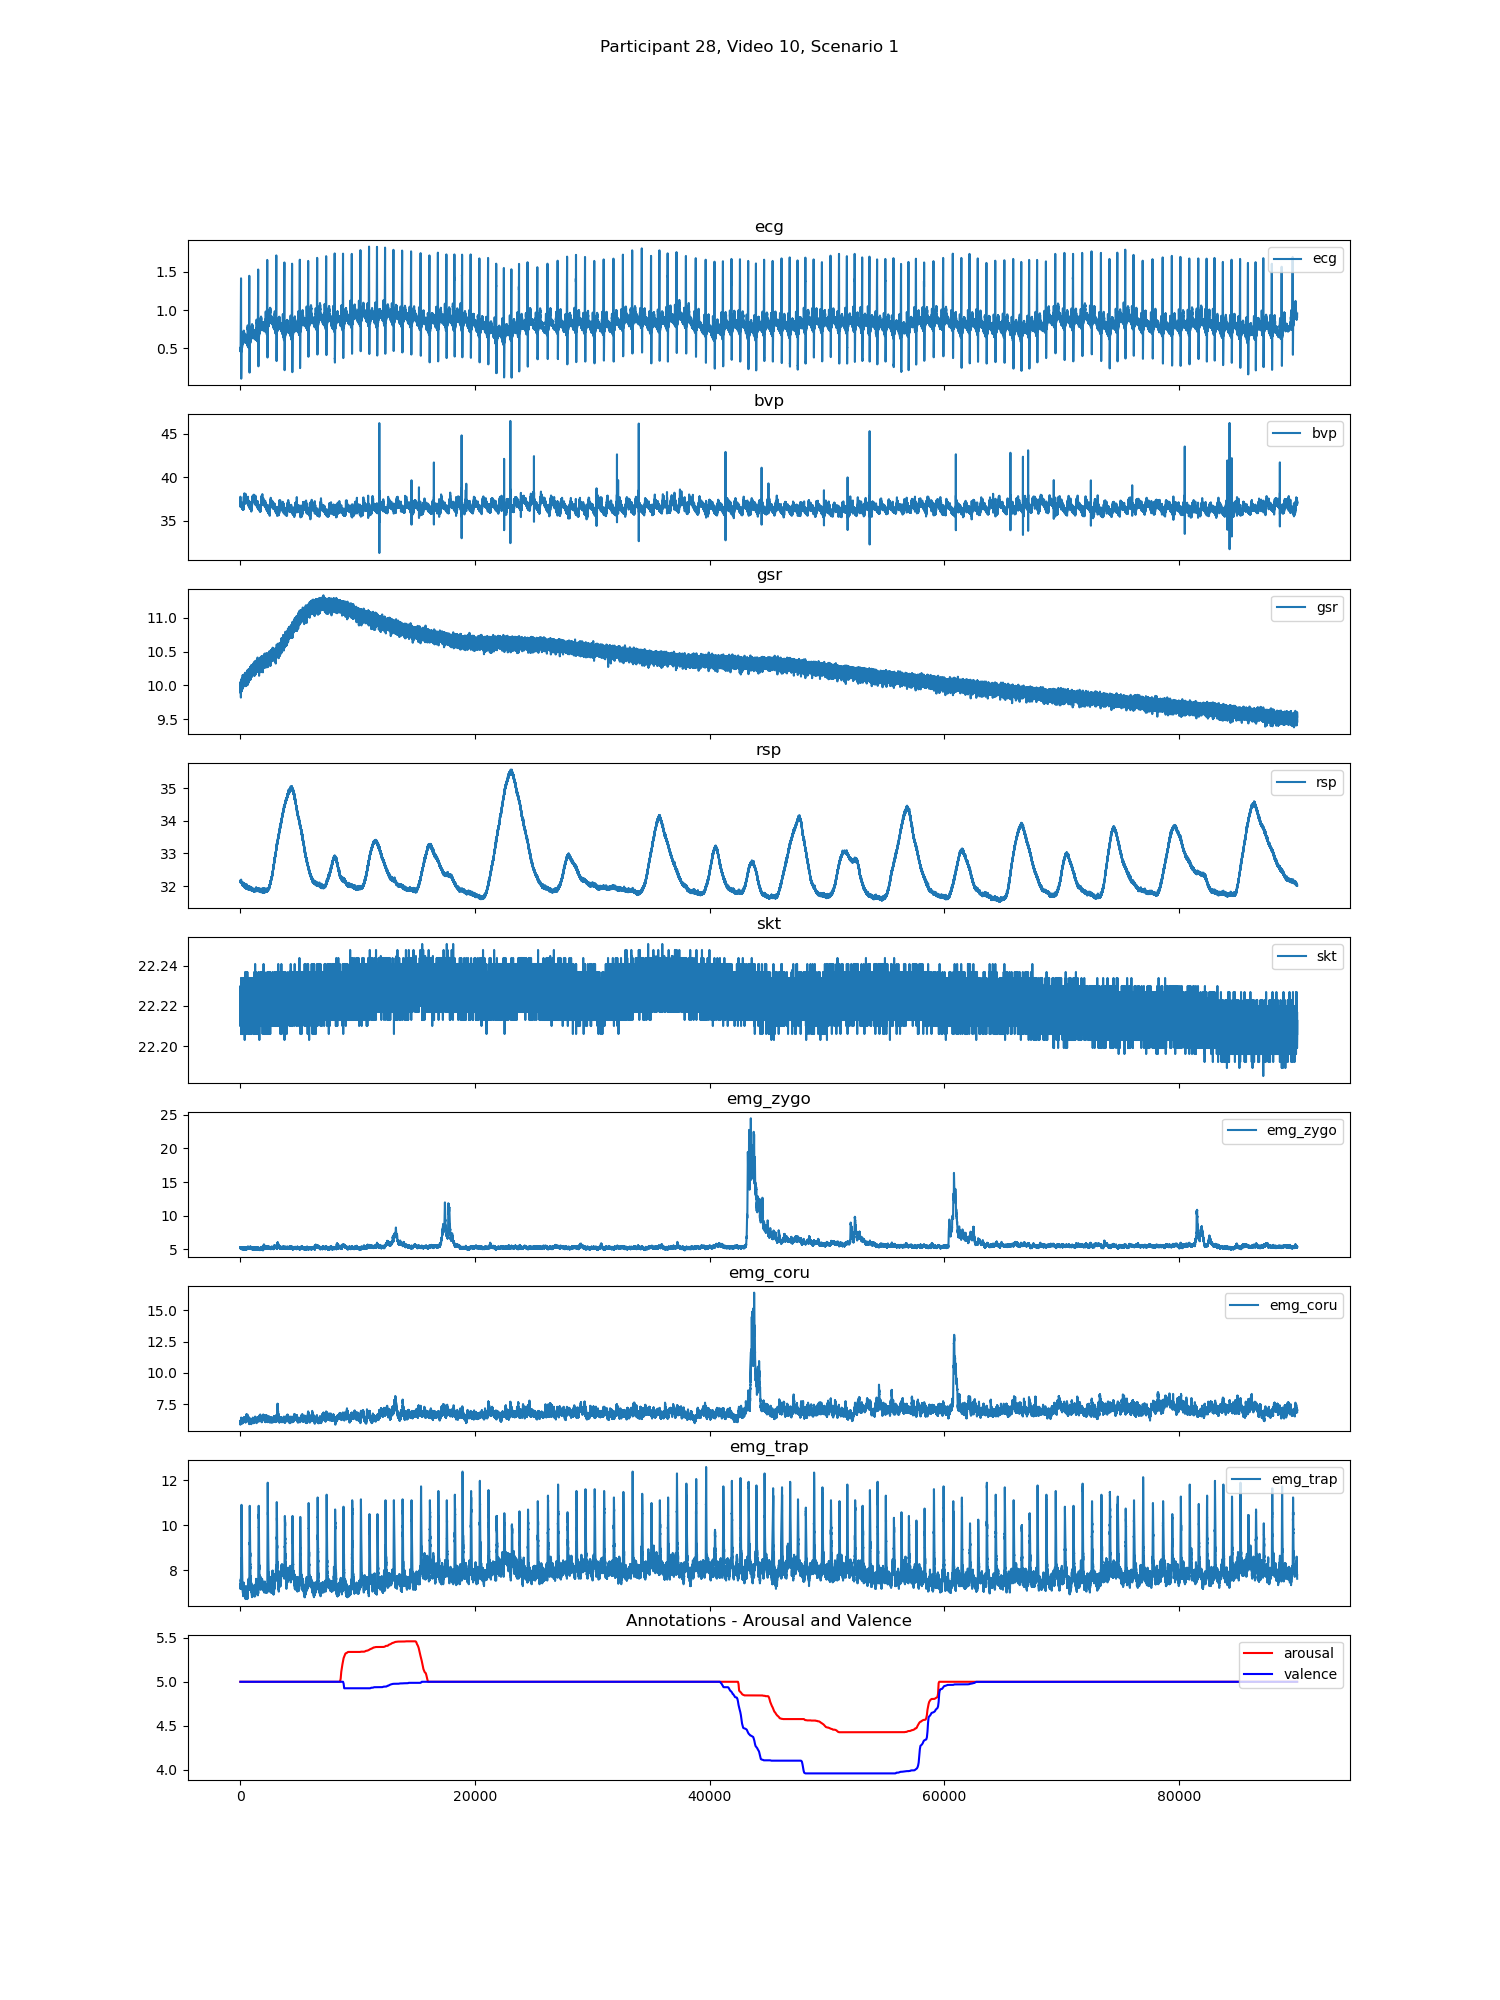 Participant 28, Video 10, Scenario 1
ecg
1.5
1.0
0.5
ecg
bvp
45
40
35
bvp
gsr
11.0
10.5
10.0
9.5
gsr
rsp
35
34
33
32
rsp
skt
22.24
22.22
22.20
skt
emg_zygo
25
20
15
10
5
emg_zygo
emg_coru
15.0
12.5
10.0
7.5
emg_coru
emg_trap
12
10
8
emg_trap
Annotations - Arousal and Valence
5.5
5.0
4.5
4.0
arousal
valence
0 20000 40000 60000 80000